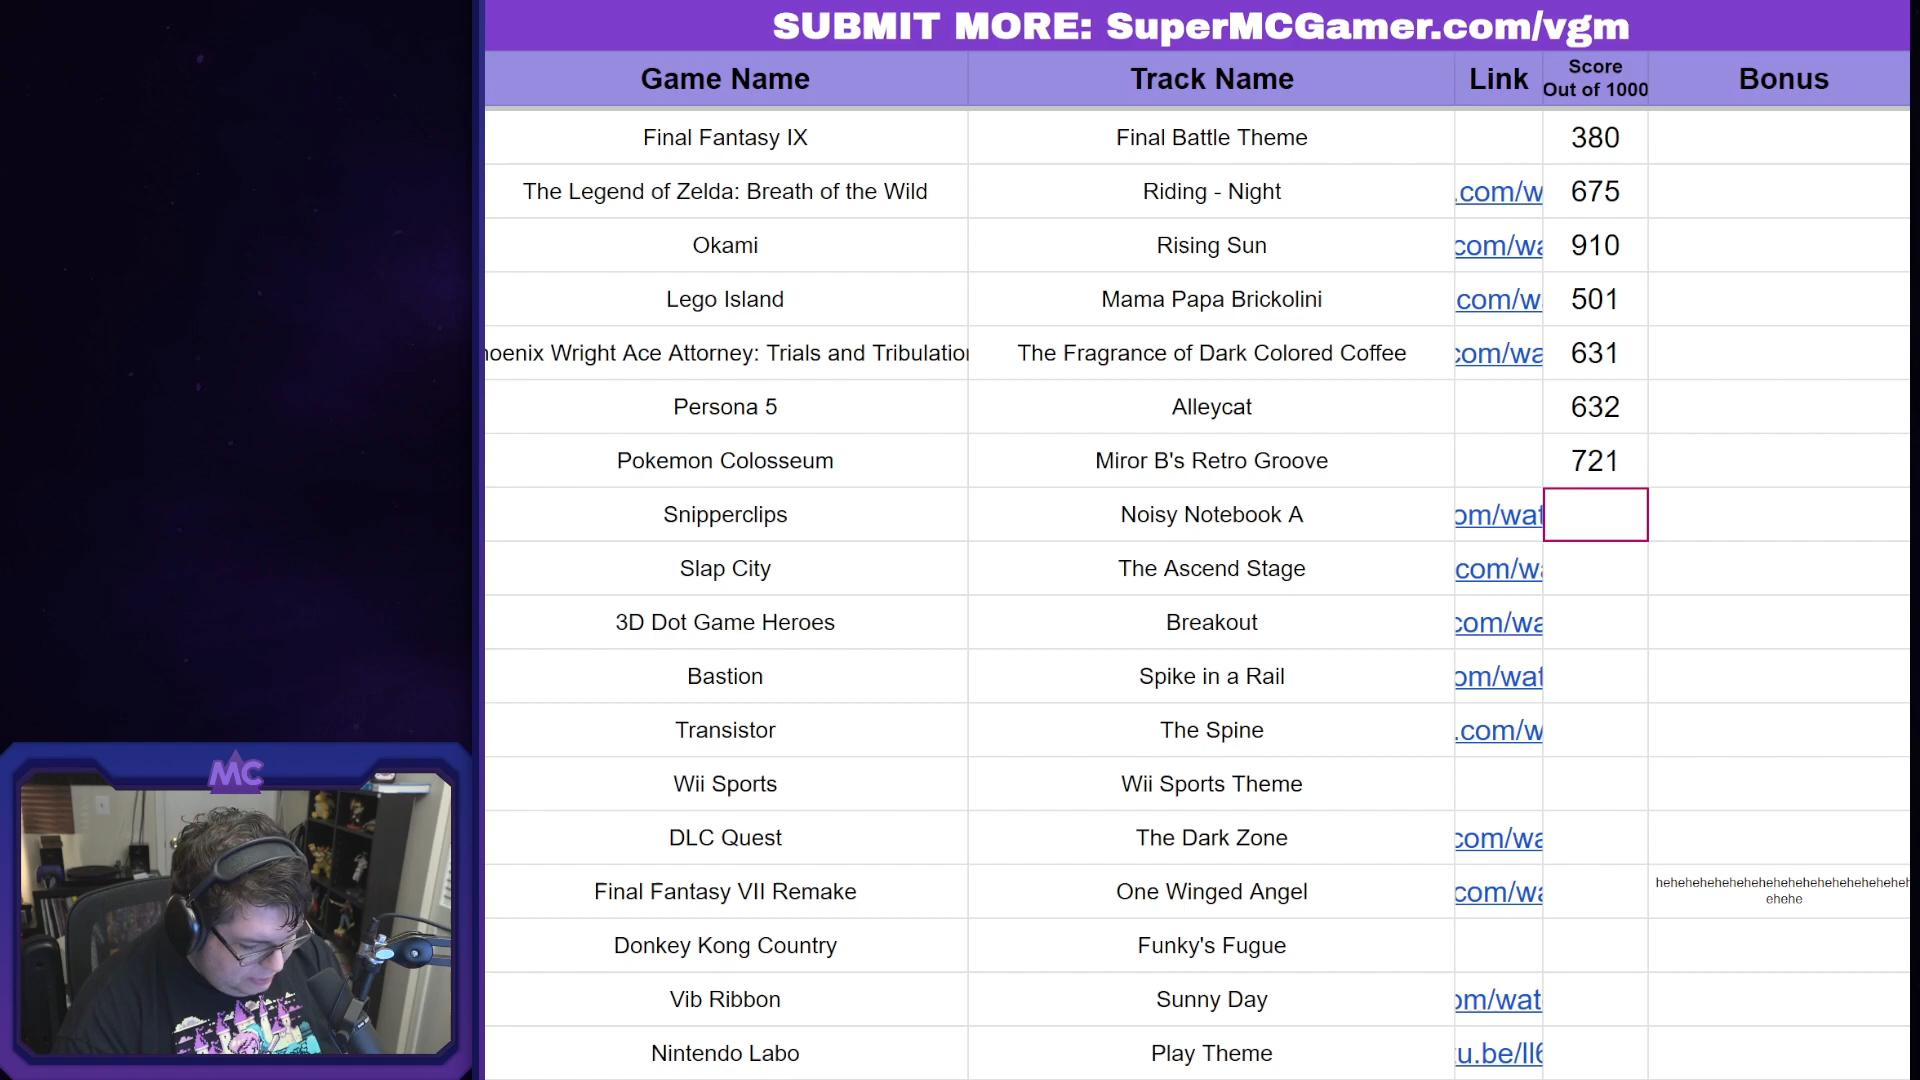 SUBMIT MORE: SuperMCGamer.com/vgm
Game Name Track Name Link Score Out of 1000 Bonus
Final Fantasy IX Final Battle Theme 380
The Legend of Zelda: Breath of the Wild Riding - Night .com/w 675
Okami Rising Sun com/wa 910
Lego Island Mama Papa Brickolini com/w 501
hoenix Wright Ace Attorney: Trials and Tribulation The Fragrance of Dark Colored Coffee com/wa 631
Persona 5 Alleycat 632
Pokemon Colosseum Miror B's Retro Groove 721
Snipperclips Noisy Notebook A om/wat
Slap City The Ascend Stage com/wa
3D Dot Game Heroes Breakout com/wa
Bastion Spike in a Rail om/wat
Transistor The Spine .com/w
Wii Sports Wii Sports Theme
DLC Quest The Dark Zone com/wa
Final Fantasy VII Remake One Winged Angel com/wa heheheheheheheheheheheheheheheheheh
ehehe
Donkey Kong Country Funky's Fugue
Vib Ribbon Sunny Day om/wat
Nintendo Labo Play Theme u.be/ll6
MC